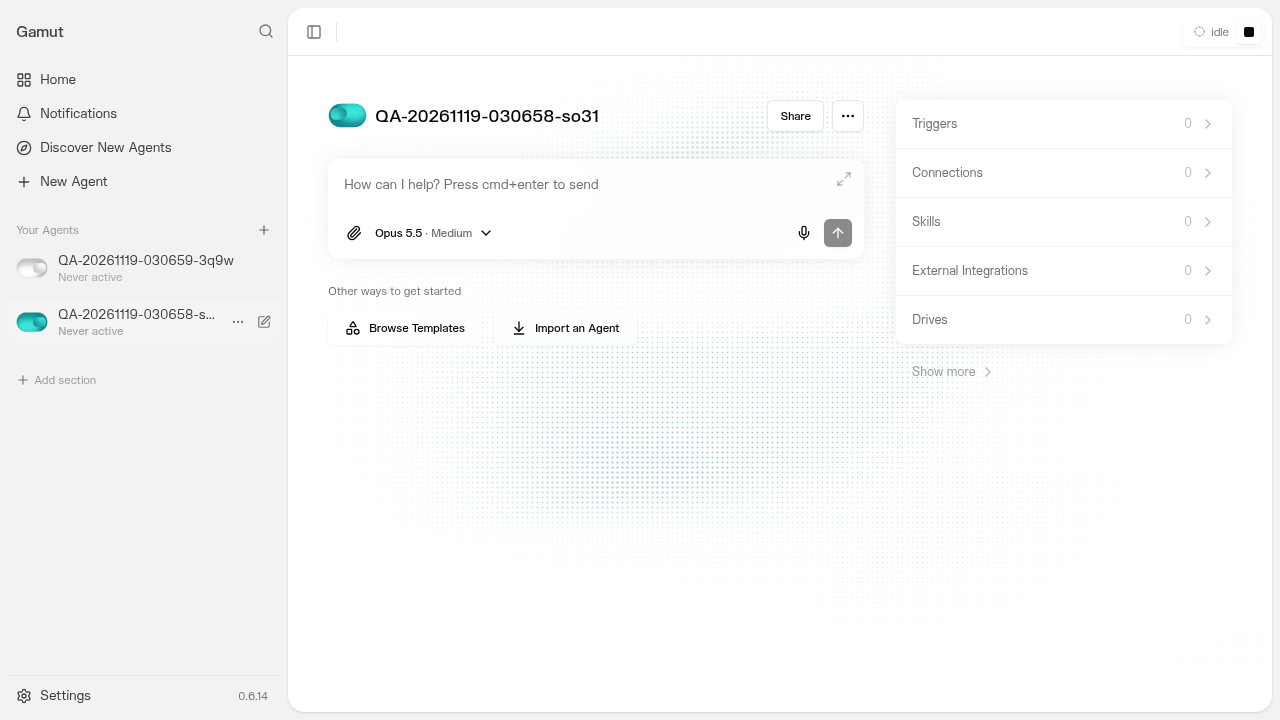 Gamut
Home
Notifications
Discover New Agents
New Agent
Your Agents
QA-20261119-030659-3q9w
Never active
QA-20261119-030658-s...
Never active
Add section
Settings
0.6.14
idle
QA-20261119-030658-so31
Share
How can I help? Press cmd+enter to send
Opus 5.5 · Medium
Other ways to get started
Browse Templates
Import an Agent
Triggers 0
Connections 0
Skills 0
External Integrations 0
Drives 0
Show more